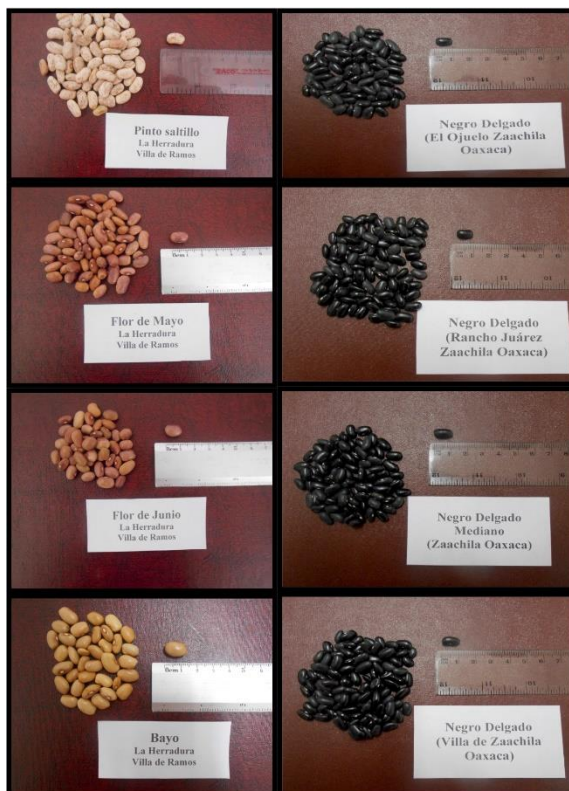 Pinto saltillo
La Herradura
Villa de Ramos
Negro Delgado
(El Ojuelo Zaachila
Oaxaca)
Flor de Mayo
La Herradura
Villa de Ramos
Negro Delgado
(Rancho Juárez
Zaachila Oaxaca)
Flor de Junio
La Herradura
Villa de Ramos
Negro Delgado
Mediano
(Zaachila Oaxaca)
Bayo
La Herradura
Villa de Ramos
Negro Delgado
(Villa de Zaachila
Oaxaca)